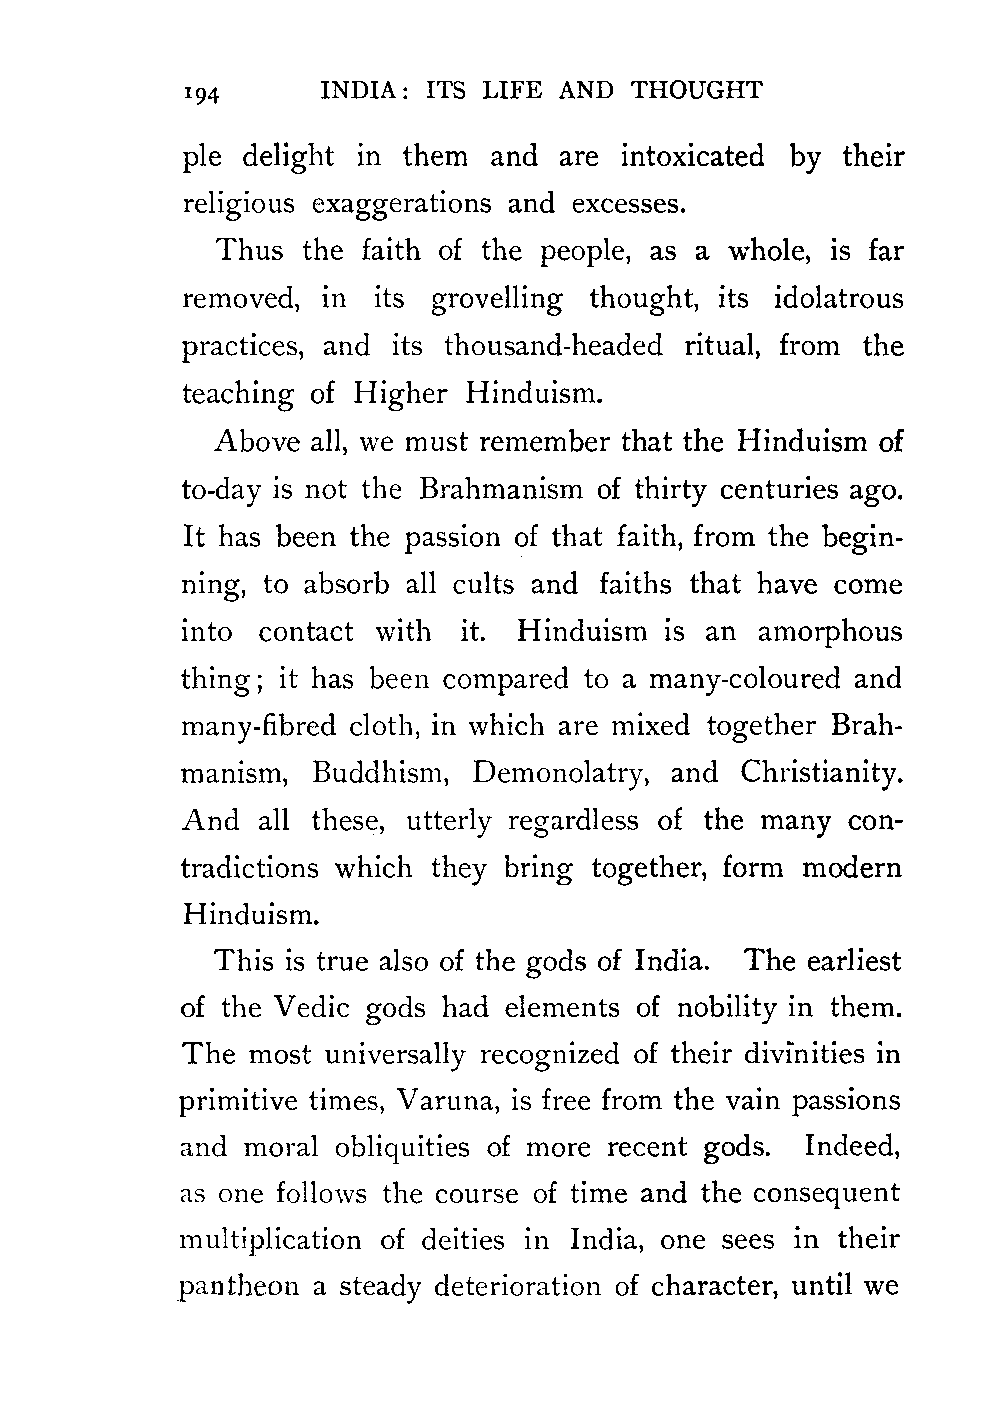 194 INDIA: ITS LIFE AND THOUGHT
ple delight in them and are intoxicated by their
religious exaggerations and excesses.
Thus the faith of the people, as a whole, is far
removed, in its grovelling thought, its idolatrous
practices, and its thousand-headed ritual, from the
teaching of Higher Hinduism.
Above all, we must remember that the Hinduism of
to-day is not the Brahmanism of thirty centuries ago.
It has been the passion of that faith, from the begin-
ning, to absorb all cults and faiths that have come
into contact with it. Hinduism is an amorphous
thing; it has been compared to a many-coloured and
many-fibred cloth, in which are mixed together Brah-
manism, Buddhism, Demonolatry, and Christianity.
And all these, utterly regardless of the many con-
tradictions which they bring together, form modern
Hinduism.
This is true also of the gods of India. The earliest
of the Vedic gods had elements of nobility in them.
The most universally recognized of their divinities in
primitive times, Varuna, is free from the vain passions
and moral obliquities of more recent gods. Indeed,
as one follows the course of time and the consequent
multiplication of deities in India, one sees in their
pantheon a steady deterioration of character, until we